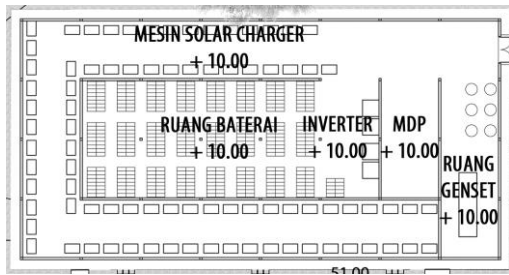 MESIN SOLAR CHARGER
+ 10.00
RUANG BATERAI
+ 10.00
INVERTER
+ 10.00
MDP
+ 10.00
RUANG
GENSET
+ 10.00
51.00